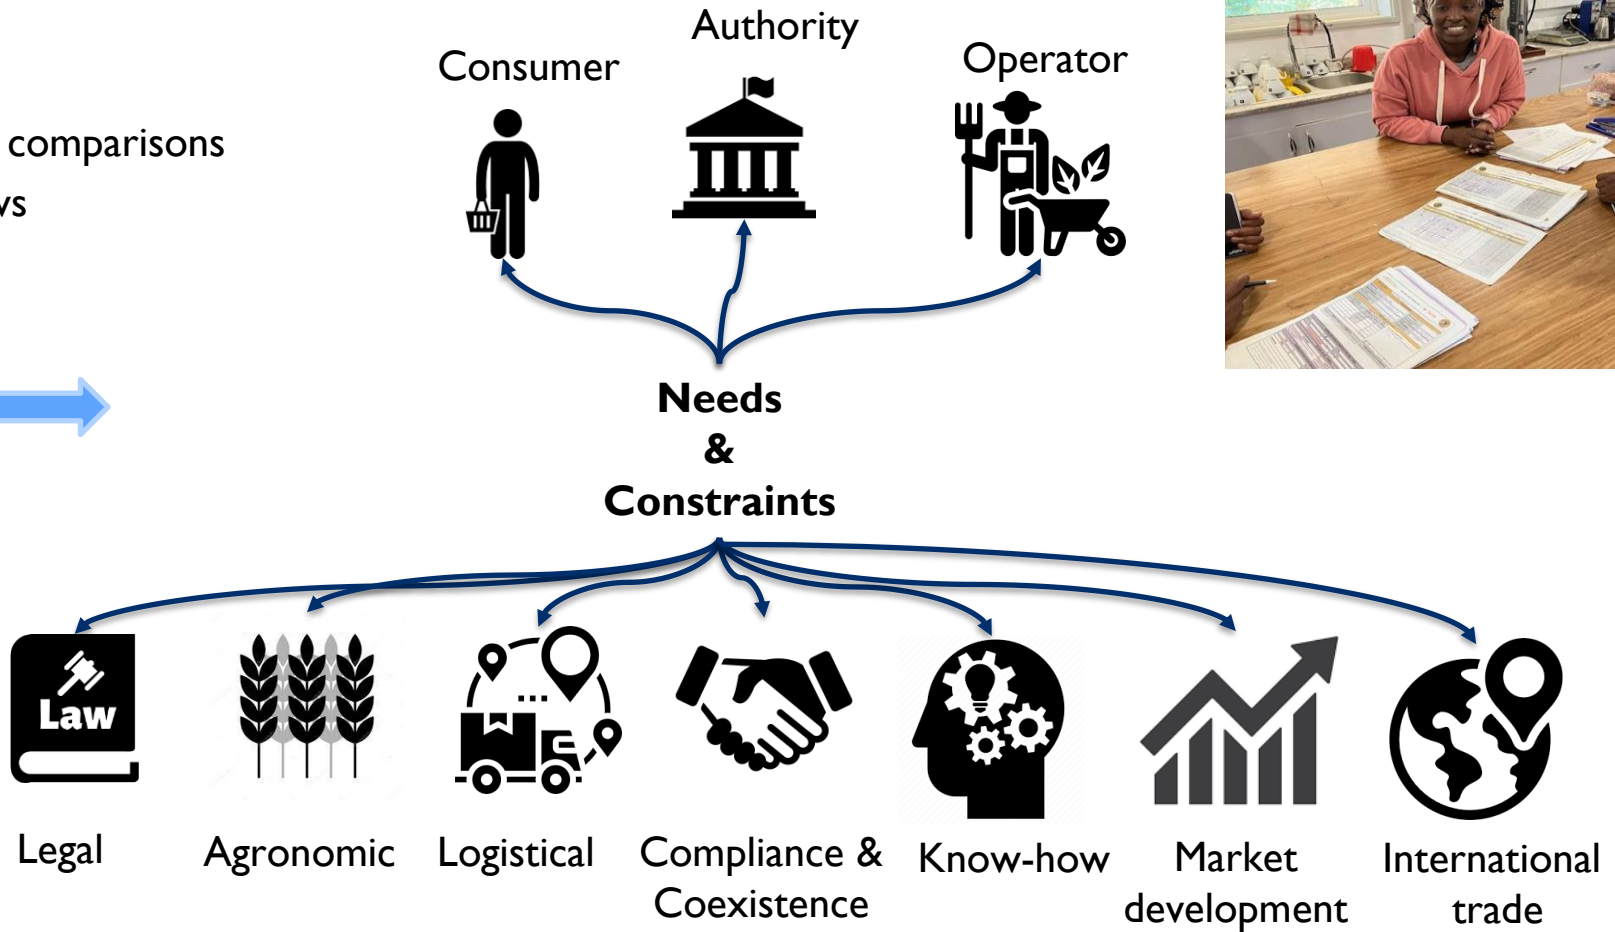 Authority
Consumer
Operator
comparisons
Needs
&
Constraints
Law
Legal
Agronomic
Logistical
Compliance &
Coexistence
Know-how
Market
development
International
trade